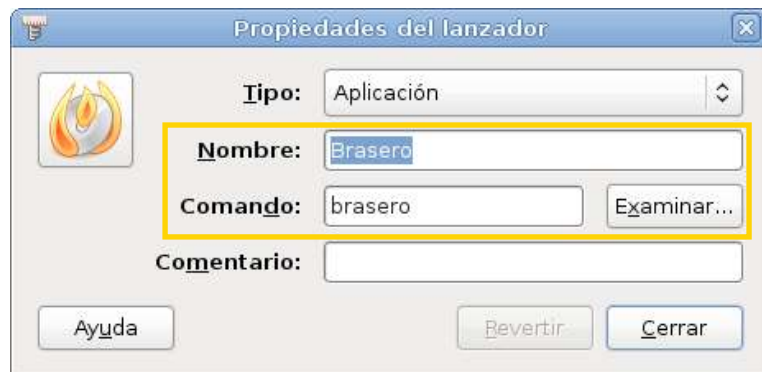 Propiedades del lanzador
Tipo: Aplicación
Nombre: Brasero
Comando: brasero Examinar...
Comentario:
Ayuda Revertir Cerrar